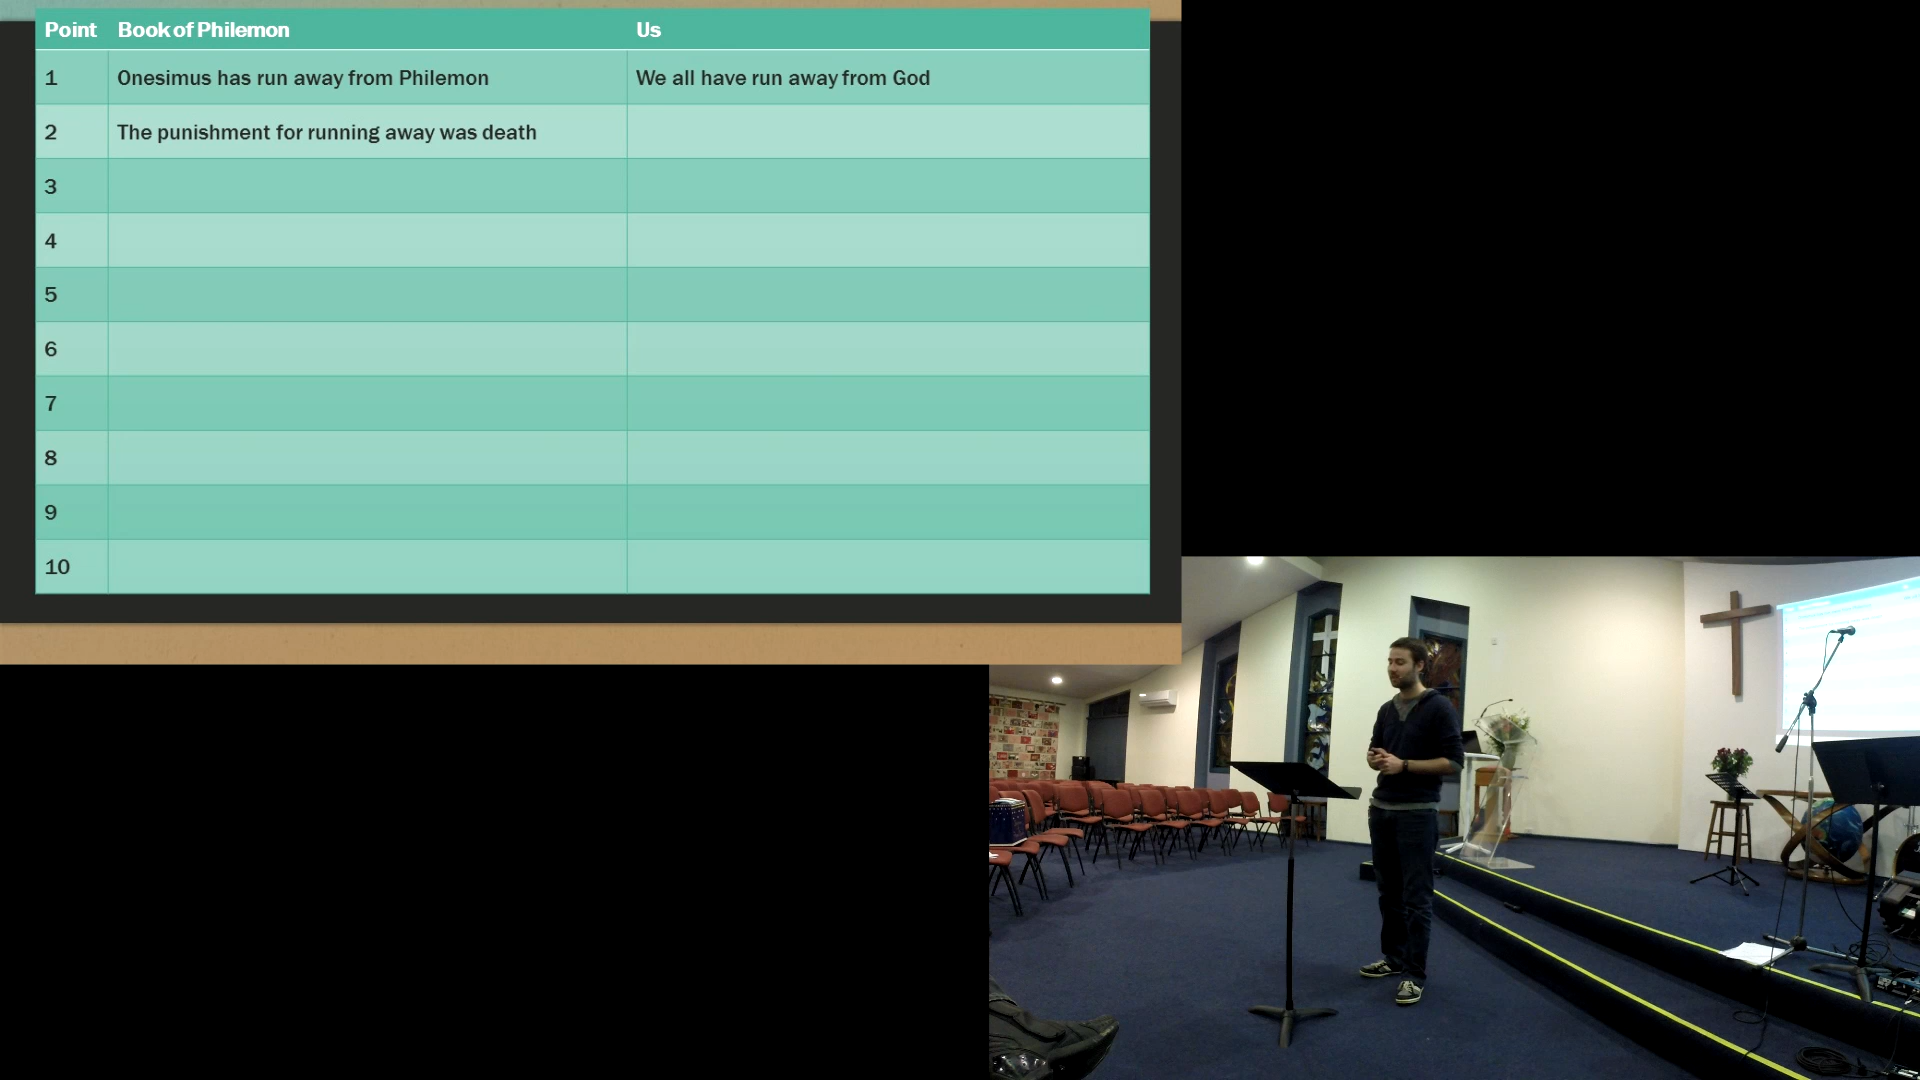 Point Book of Philemon Us
1 Onesimus has run away from Philemon We all have run away from God
2 The punishment for running away was death
3
4
5
6
7
8
9
10